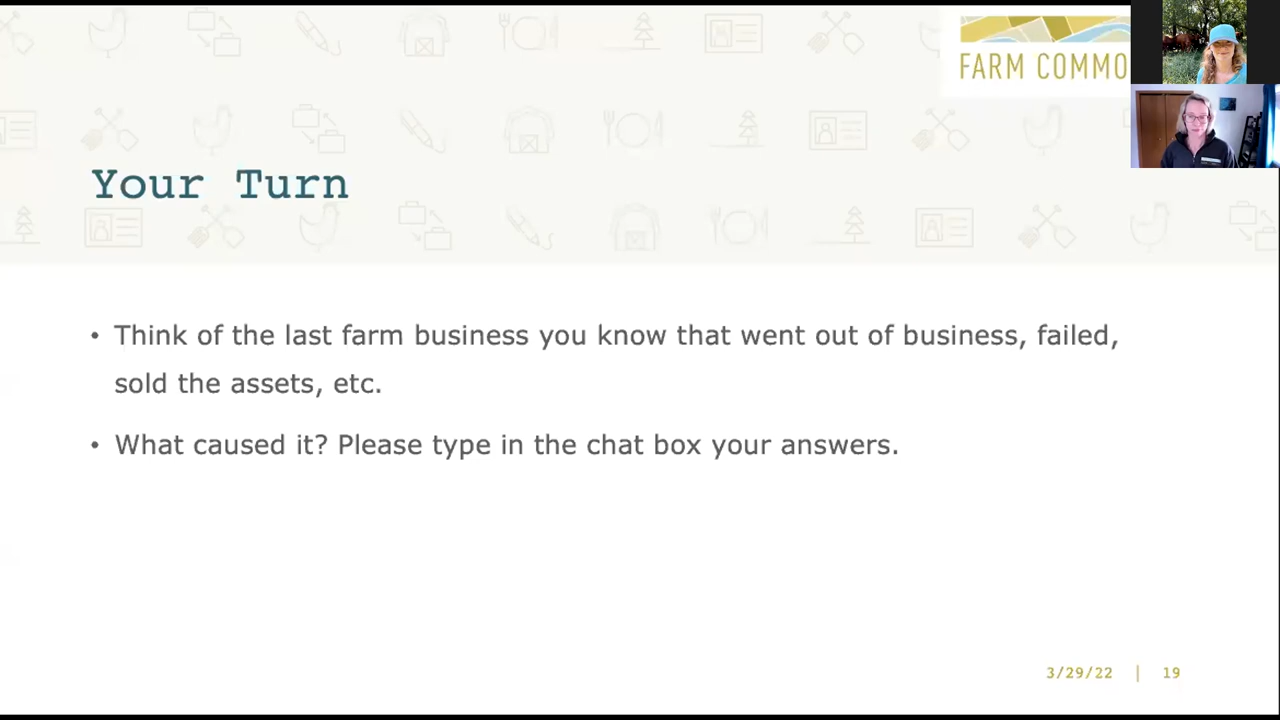 FARM COMMO
Your Turn
• Think of the last farm business you know that went out of business, failed,
sold the assets, etc.
• What caused it? Please type in the chat box your answers.
3/29/22 | 19